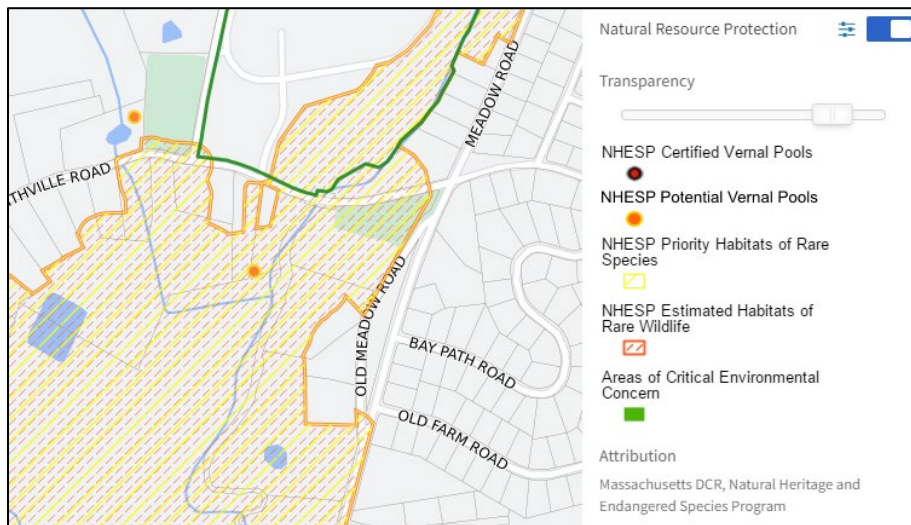 Natural Resource Protection
Transparency
NHESP Certified Vernal Pools
NHESP Potential Vernal Pools
NHESP Priority Habitats of Rare
Species
NHESP Estimated Habitats of
Rare Wildlife
Areas of Critical Environmental
Concern
Attribution
Massachusetts DCR, Natural Heritage and
Endangered Species Program
MEADOW ROAD
THVILLE ROAD
OLD MEADOW ROAD
BAY PATH ROAD
OLD FARM ROAD